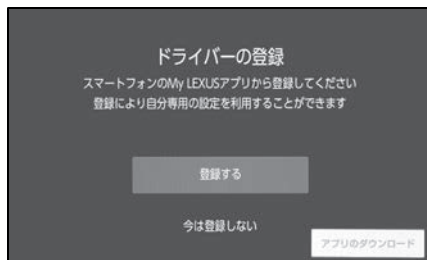 ドライバーの登録
スマートフォンのMy LEXUSアプリから登録してください
登録により自分専用の設定を利用することができます
登録する
今は登録しない
アプリのダウンロード